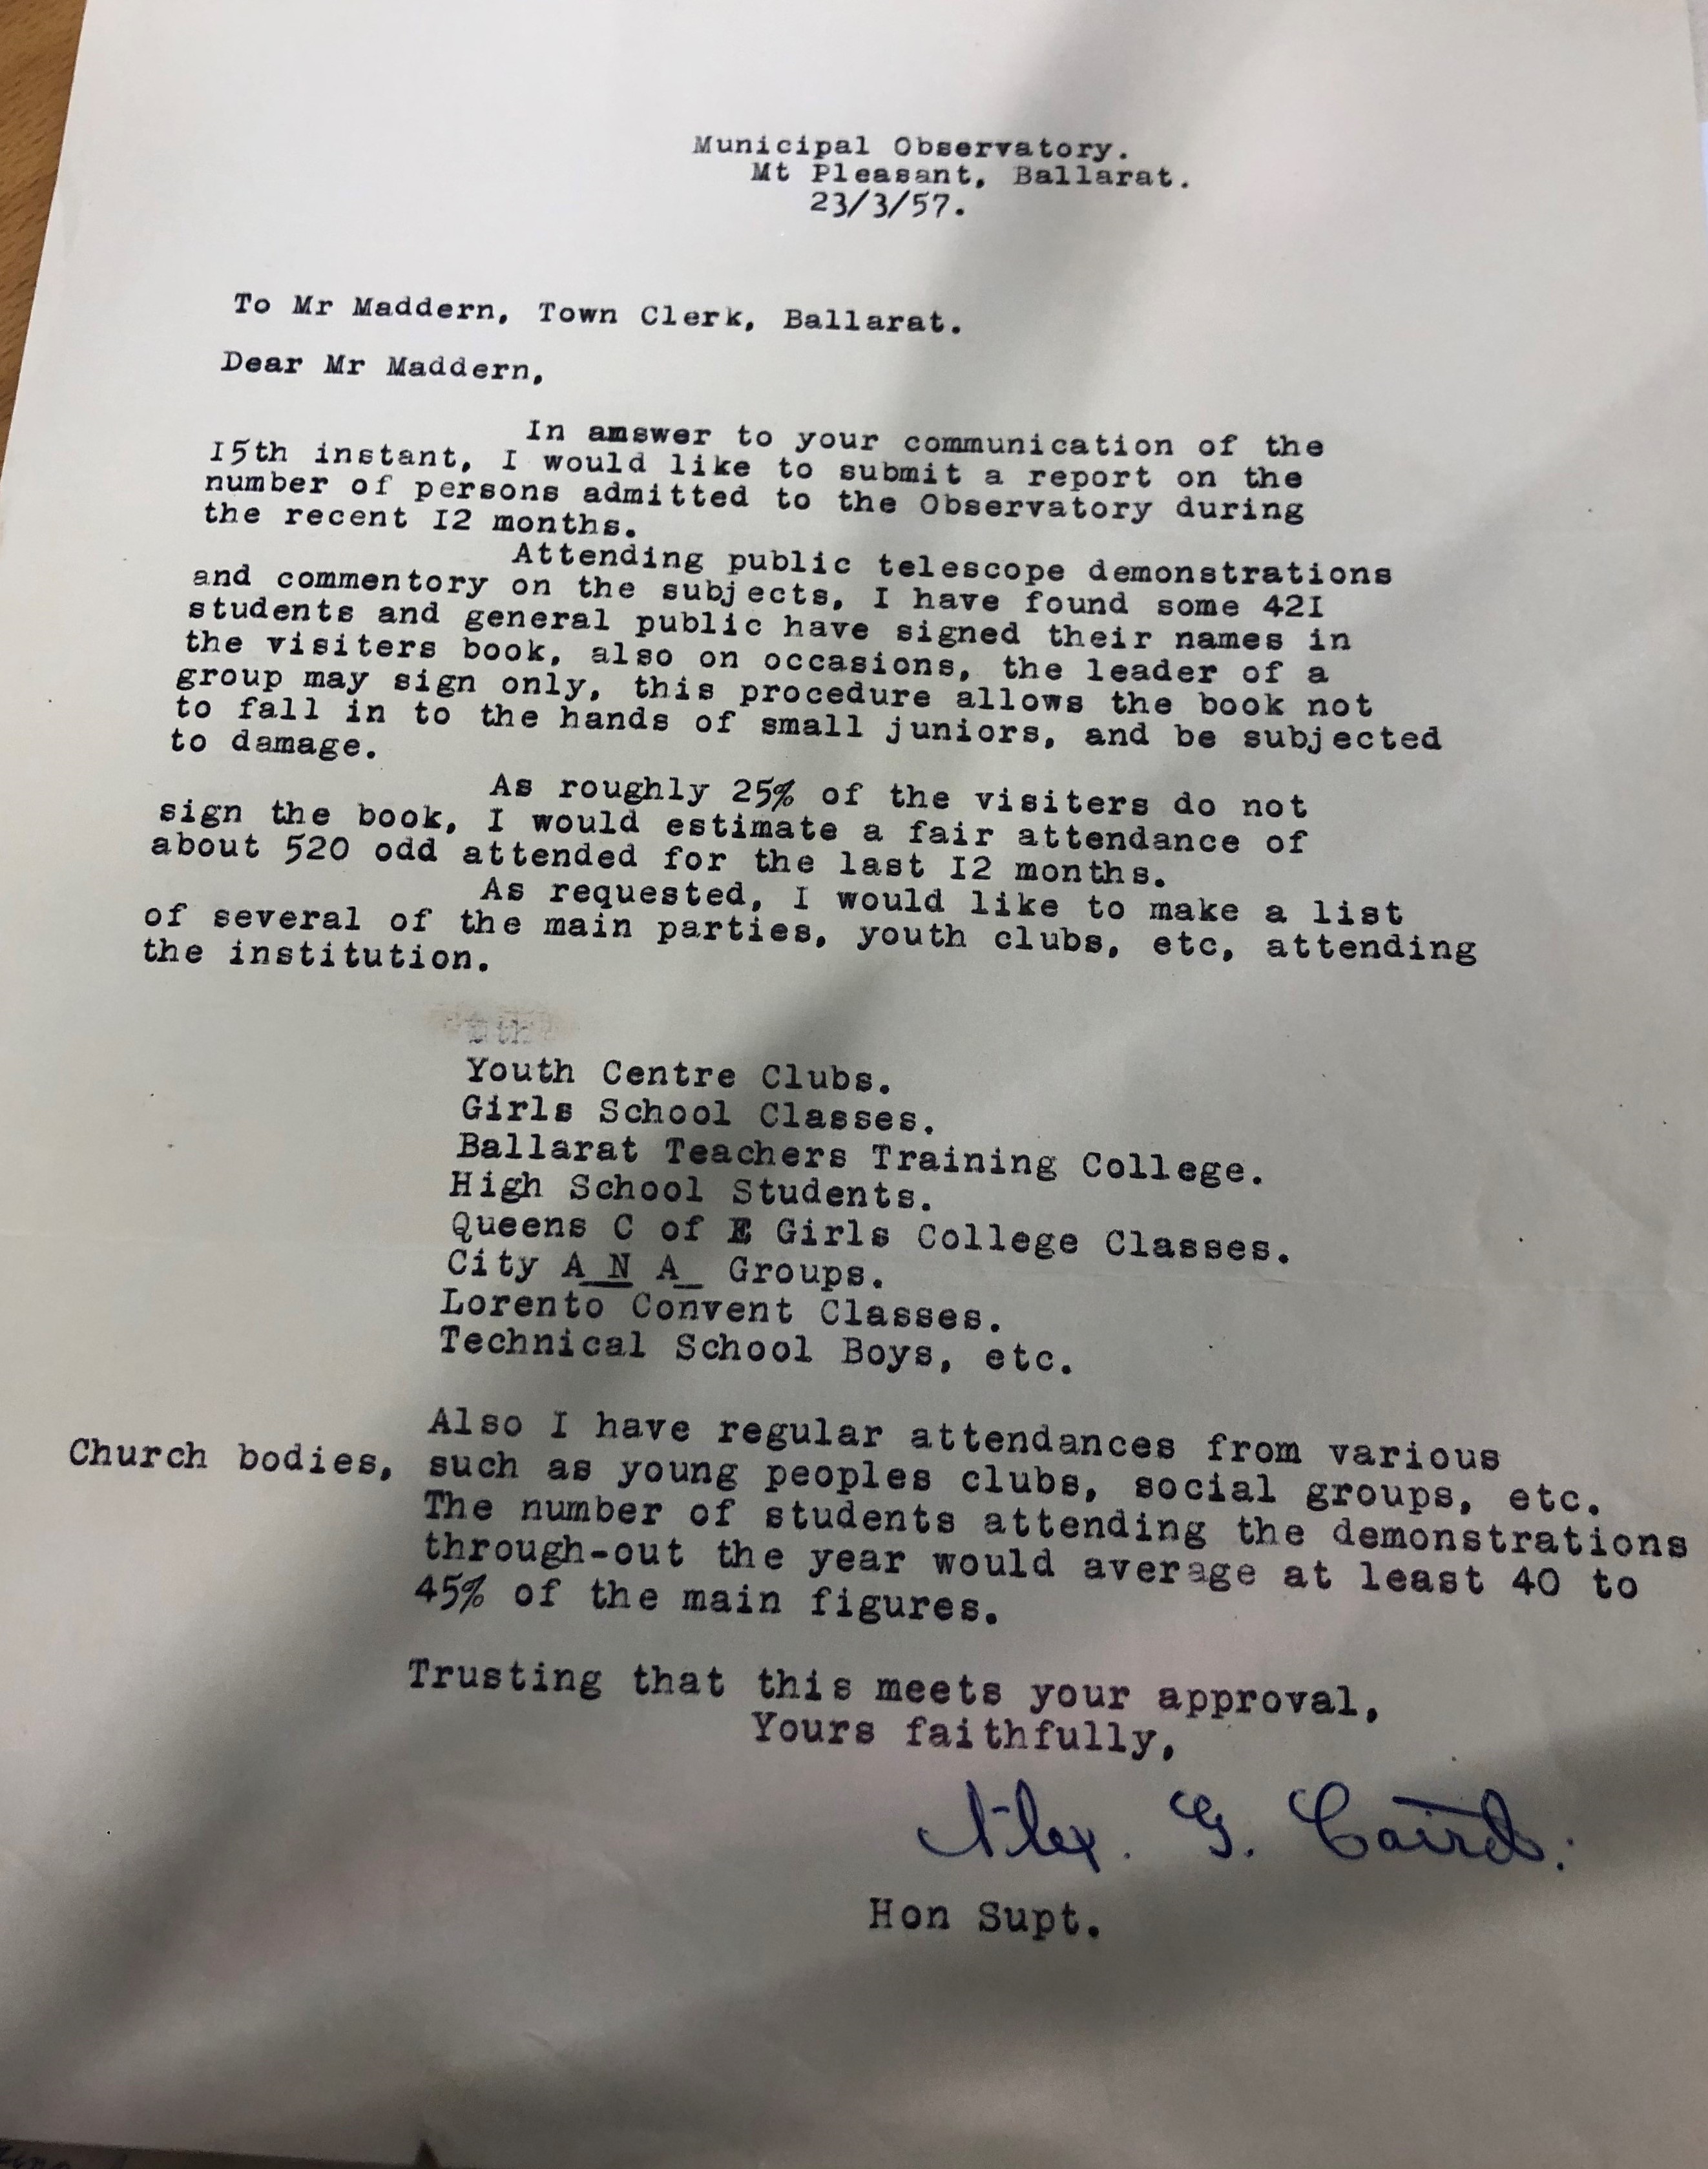 Municipal Observatory.
Mt Pleasant, Ballarat.
23/3/57.
To Mr Maddern, Town Clerk, Ballarat.
Dear Mr Maddern,
In answer to your communication of the
I5th instant, I would like to submit a report on the
number of persons admitted to the Observatory during
the recent I2 months.
Attending public telescope demonstrations
and commentory on the subjects, I have found some 42I
students and general public have signed their names in
the visiters book, also on occasions, the leader of a
group may sign only, this procedure allows the book not
to fall in to the hands of small juniors, and be subjected
to damage.
As roughly 25% of the visiters do not
sign the book, I would estimate a fair attendance of
about 520 odd attended for the last I2 months.
As requested, I would like to make a list
of several of the main parties, youth clubs, etc, attending
the institution.
Youth Centre Clubs.
Girls School Classes.
Ballarat Teachers Training College.
High School Students.
Queens C of E Girls College Classes.
City A N A Groups.
Lorento Convent Classes.
Technical School Boys, etc.
Also I have regular attendances from various
Church bodies, such as young peoples clubs, social groups, etc.
The number of students attending the demonstrations
through-out the year would average at least 40 to
45% of the main figures.
Trusting that this meets your approval,
Yours faithfully,
Alex. G. Caird.
Hon Supt.